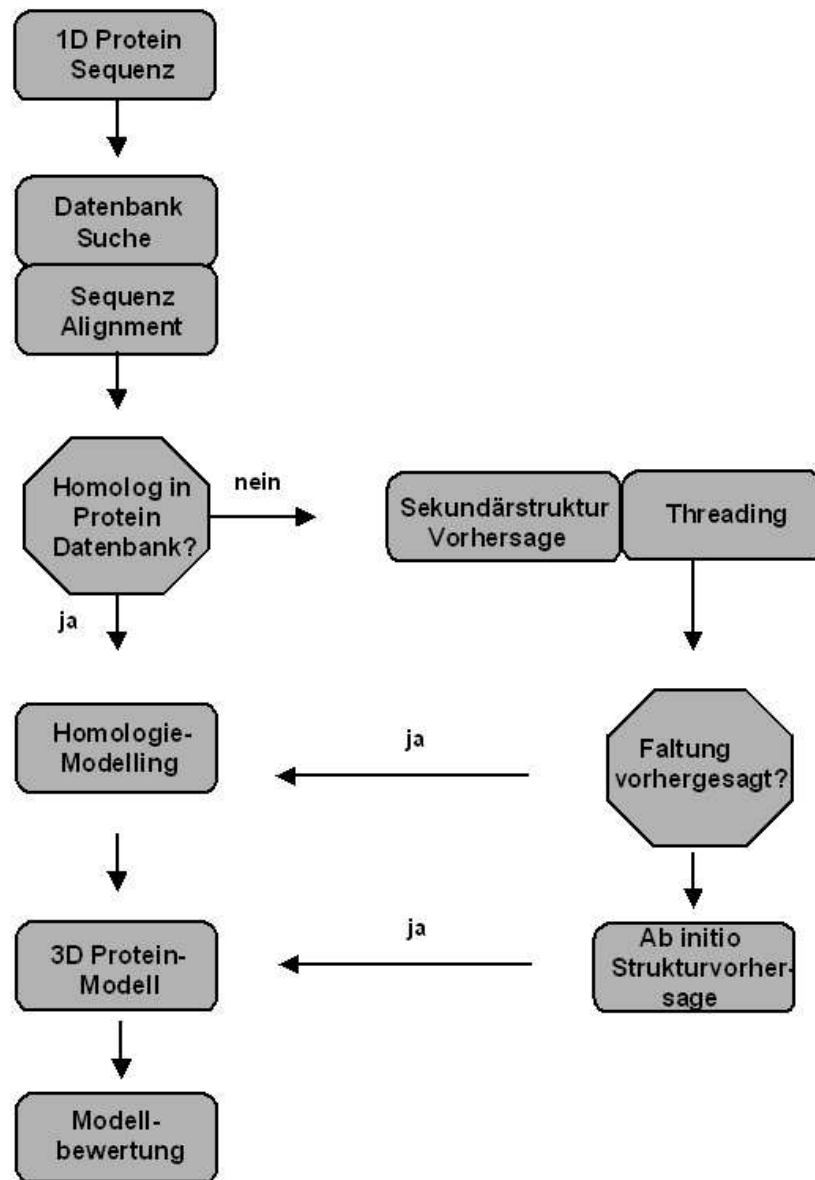 1D Protein
Sequenz
Datenbank
Suche
Sequenz
Alignment
Homolog in
Protein
Datenbank?
nein
ja
Sekundärstruktur
Vorhersage
Threading
Homologie-
Modelling
ja
Faltung
vorhergesagt?
3D Protein-
Modell
ja
Ab initio
Strukturvorher-
sage
Modell-
bewertung